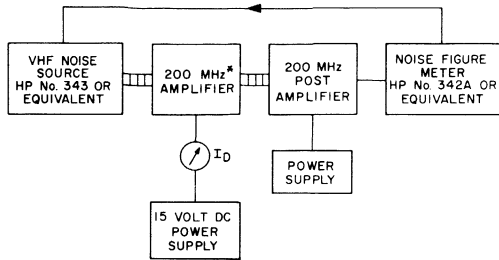 VHF NOISE
SOURCE
HP No. 343 OR
EQUIVALENT
200 MHz*
AMPLIFIER
200 MHz
POST
AMPLIFIER
NOISE FIGURE
METER
HP No. 342A OR
EQUIVALENT
ID
POWER
SUPPLY
15 VOLT DC
POWER
SUPPLY